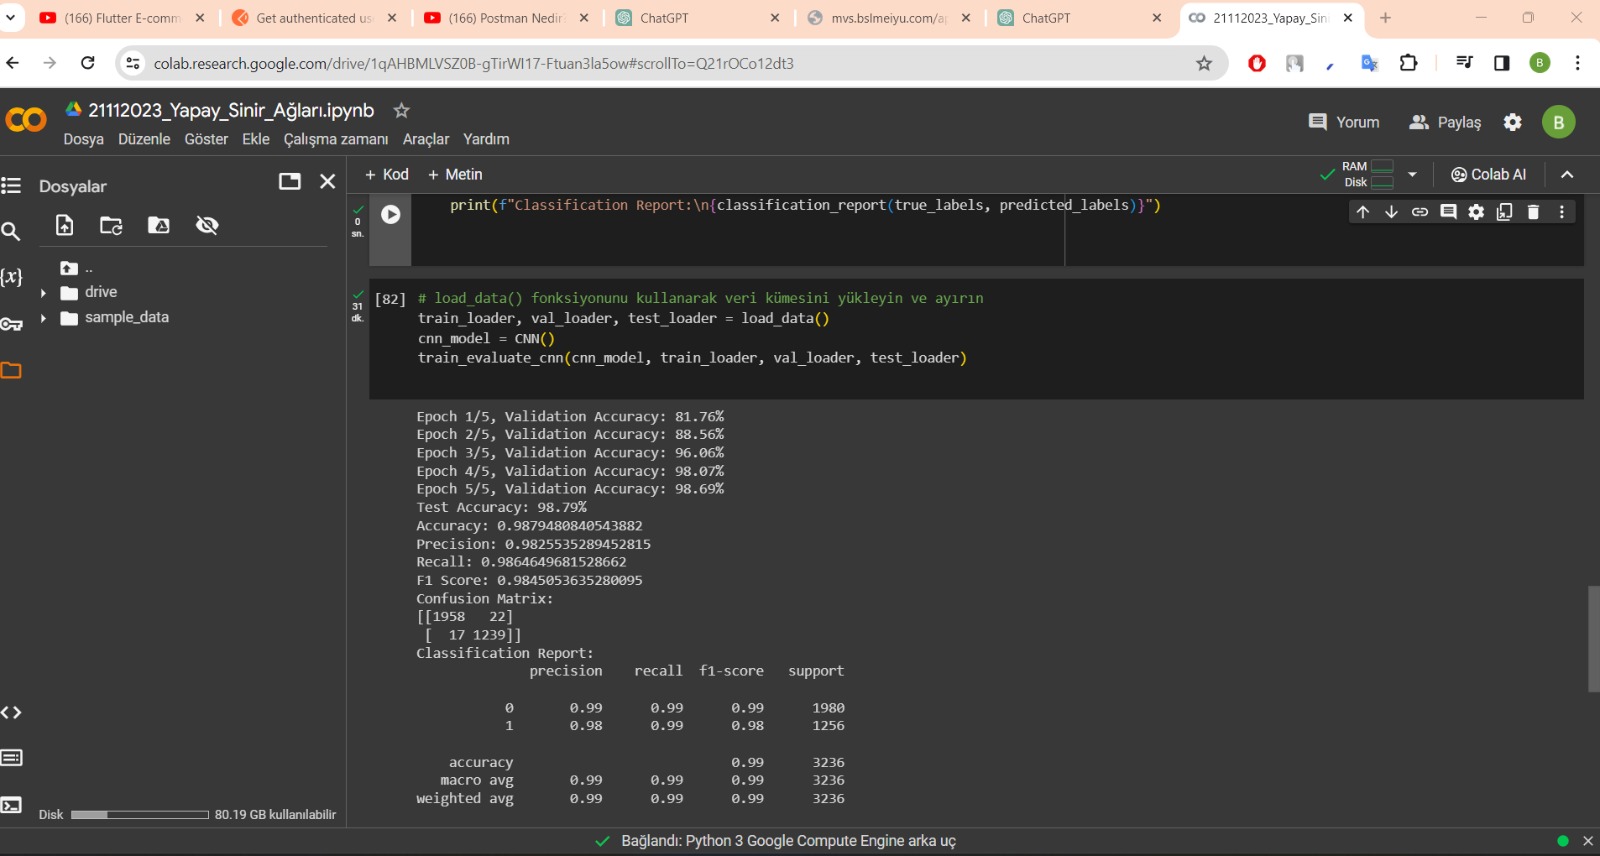 (166) Flutter E-comm
Get authenticated us
(166) Postman Nedir
ChatGPT
mvs.bslmeiyu.com/ap
ChatGPT
21112023_Yapay_Sini
colab.research.google.com/drive/1qAHBMLVSZ0B-gTirWI17-Ftuan3la5ow#scrollTo=Q21rOCo12dt3
B
21112023_Yapay_Sinir_Ağları.ipynb
Dosya Düzenle Göster Ekle Çalışma zamanı Araçlar Yardım
Yorum
Paylaş
B
Dosyalar
+ Kod + Metin
RAM
Disk
Colab AI
..
drive
sample_data
{x}
0
sn.
print(f"Classification Report:\n{classification_report(true_labels, predicted_labels)}")
31
dk.
[82] # load_data() fonksiyonunu kullanarak veri kümesini yükleyin ve ayırın
train_loader, val_loader, test_loader = load_data()
cnn_model = CNN()
train_evaluate_cnn(cnn_model, train_loader, val_loader, test_loader)
Epoch 1/5, Validation Accuracy: 81.76%
Epoch 2/5, Validation Accuracy: 88.56%
Epoch 3/5, Validation Accuracy: 96.06%
Epoch 4/5, Validation Accuracy: 98.07%
Epoch 5/5, Validation Accuracy: 98.69%
Test Accuracy: 98.79%
Accuracy: 0.9879480840543882
Precision: 0.9825535289452815
Recall: 0.9864649681528662
F1 Score: 0.9845053635280095
Confusion Matrix:
[[1958 22]
[ 17 1239]]
Classification Report:
precision recall f1-score support
0 0.99 0.99 0.99 1980
1 0.98 0.99 0.98 1256
accuracy 0.99 3236
macro avg 0.99 0.99 0.99 3236
weighted avg 0.99 0.99 0.99 3236
Disk 80.19 GB kullanılabilir
Bağlandı: Python 3 Google Compute Engine arka uç